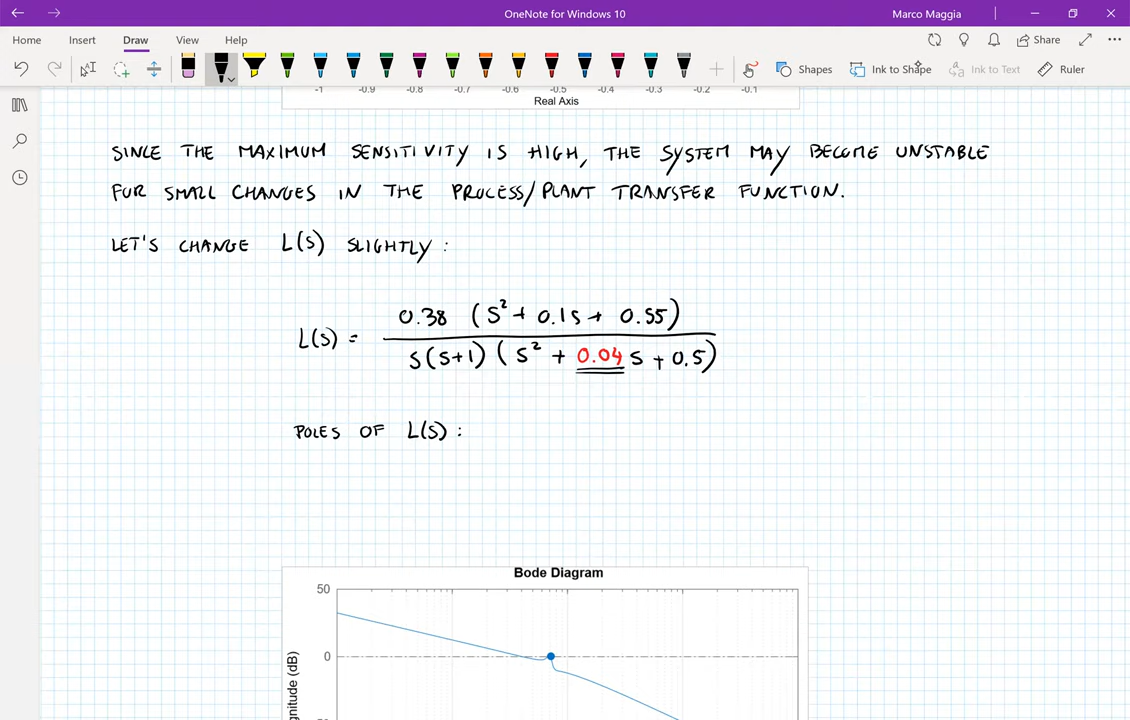 OneNote for Windows 10
Marco Maggia
Home Insert Draw View Help
Share
Shapes Ink to Shape Ink to Text Ruler
-1 -0.9 -0.8 -0.7 -0.6 -0.5 -0.4 -0.3 -0.2 -0.1
Real Axis
SINCE THE MAXIMUM SENSITIVITY IS HIGH, THE SYSTEM MAY BECOME UNSTABLE
FOR SMALL CHANGES IN THE PROCESS/PLANT TRANSFER FUNCTION.
LET'S CHANGE L(S) SLIGHTLY:
0.38 (S² + 0.1S + 0.55)
L(S) =
S(S+1)(S² + 0.04 S + 0.5)
POLES OF L(S):
Bode Diagram
50
0
gnitude (dB)